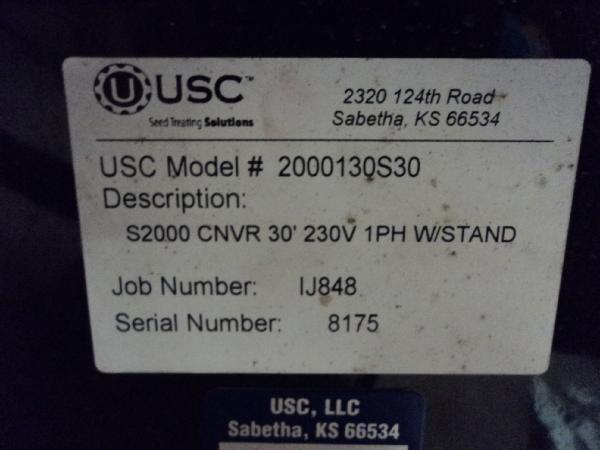 USC™
Seed Treating Solutions
2320 124th Road
Sabetha, KS 66534
USC Model # 2000130S30
Description:
S2000 CNVR 30' 230V 1PH W/STAND
Job Number: IJ848
Serial Number: 8175
USC, LLC
Sabetha, KS 66534